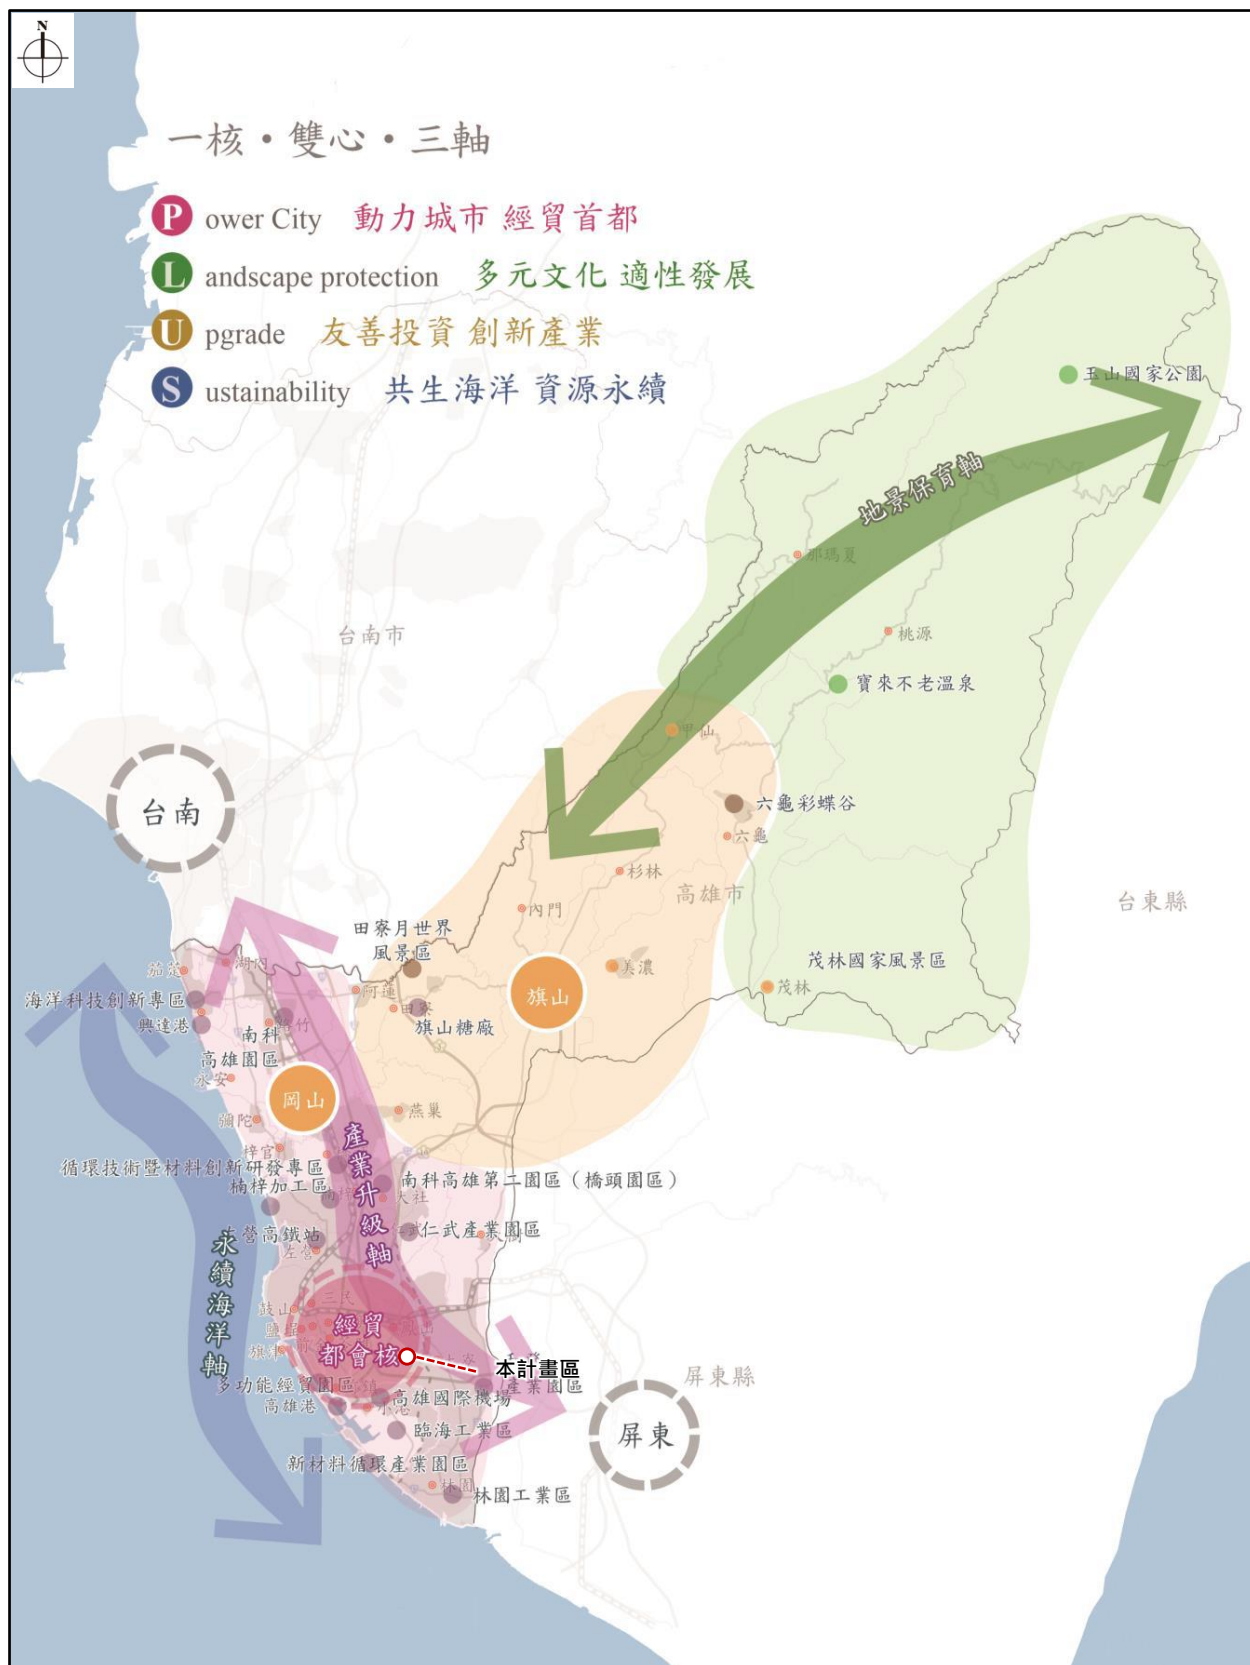 N
一核・雙心・三軸
P ower City 動力城市 經貿首都
L andscape protection 多元文化 適性發展
U pgrade 友善投資 創新產業
S ustainability 共生海洋 資源永續
玉山國家公園
地景保育軸
那瑪夏
桃源
台南市
寶來不老溫泉
甲仙
台南
六龜彩蝶谷
六龜
杉林
高雄市
內門
台東縣
田寮月世界
風景區
美濃
茂林國家風景區
茂林
旗山
茄萣
湖內
阿蓮
海洋科技創新專區
田寮
興達港
旗山糖廠
南科
高雄園區
永安
岡山
燕巢
彌陀
梓官
產業升級軸
循環技術暨材料創新研發專區
南科高雄第二園區（橋頭園區）
楠梓加工區
大社
營高鐵站
左營
仁武產業園區
永續海洋軸
三民
鼓山
鹽埕
經貿
都會核
旗津
本計畫區
產業園區
屏東縣
多功能經貿園區
高雄國際機場
高雄港
小港
臨海工業區
屏東
新材料循環產業園區
林園
林園工業區